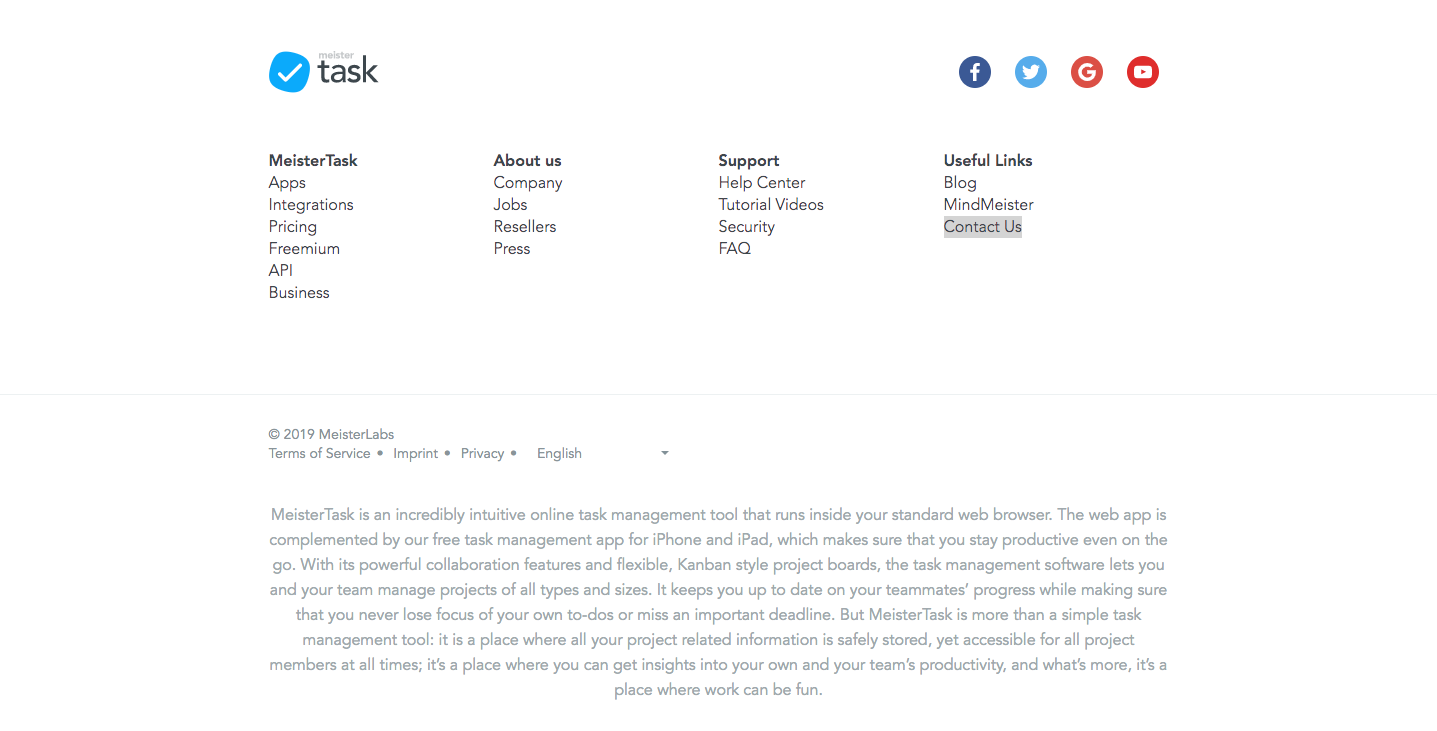 meister
task
MeisterTask
Apps
Integrations
Pricing
Freemium
API
Business
About us
Company
Jobs
Resellers
Press
Support
Help Center
Tutorial Videos
Security
FAQ
Useful Links
Blog
MindMeister
Contact Us
© 2019 MeisterLabs
Terms of Service • Imprint • Privacy • English
MeisterTask is an incredibly intuitive online task management tool that runs inside your standard web browser. The web app is
complemented by our free task management app for iPhone and iPad, which makes sure that you stay productive even on the
go. With its powerful collaboration features and flexible, Kanban style project boards, the task management software lets you
and your team manage projects of all types and sizes. It keeps you up to date on your teammates’ progress while making sure
that you never lose focus of your own to-dos or miss an important deadline. But MeisterTask is more than a simple task
management tool: it is a place where all your project related information is safely stored, yet accessible for all project
members at all times; it’s a place where you can get insights into your own and your team’s productivity, and what’s more, it’s a
place where work can be fun.